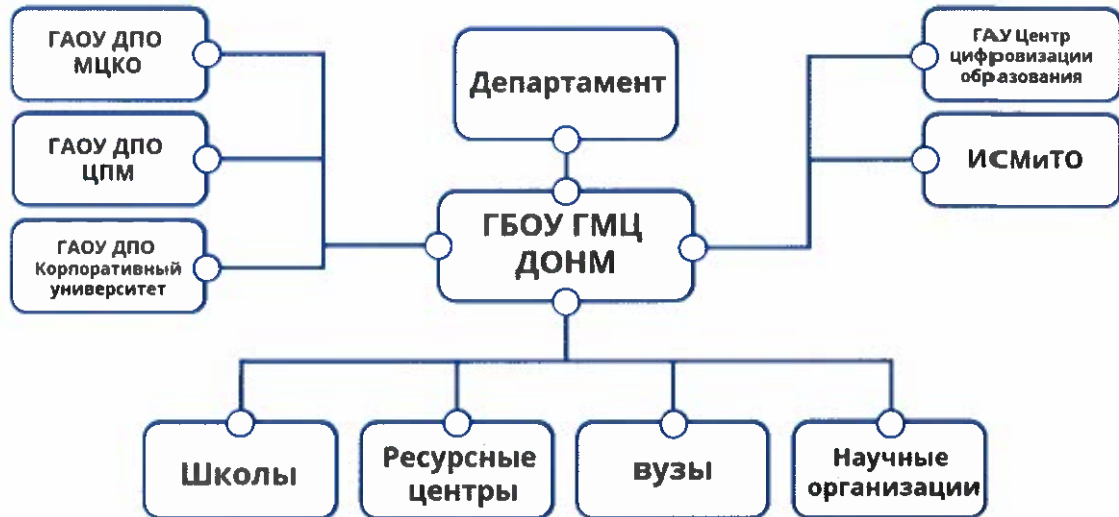 ГАОУ ДПО
МЦКО
ГАОУ ДПО
ЦПМ
ГАОУ ДПО
Корпоративный
университет
Департамент
ГБОУ ГМЦ
ДОНМ
ГАУ Центр
цифровизации
образования
ИСМиТО
Школы
Ресурсные
центры
вузы
Научные
организации